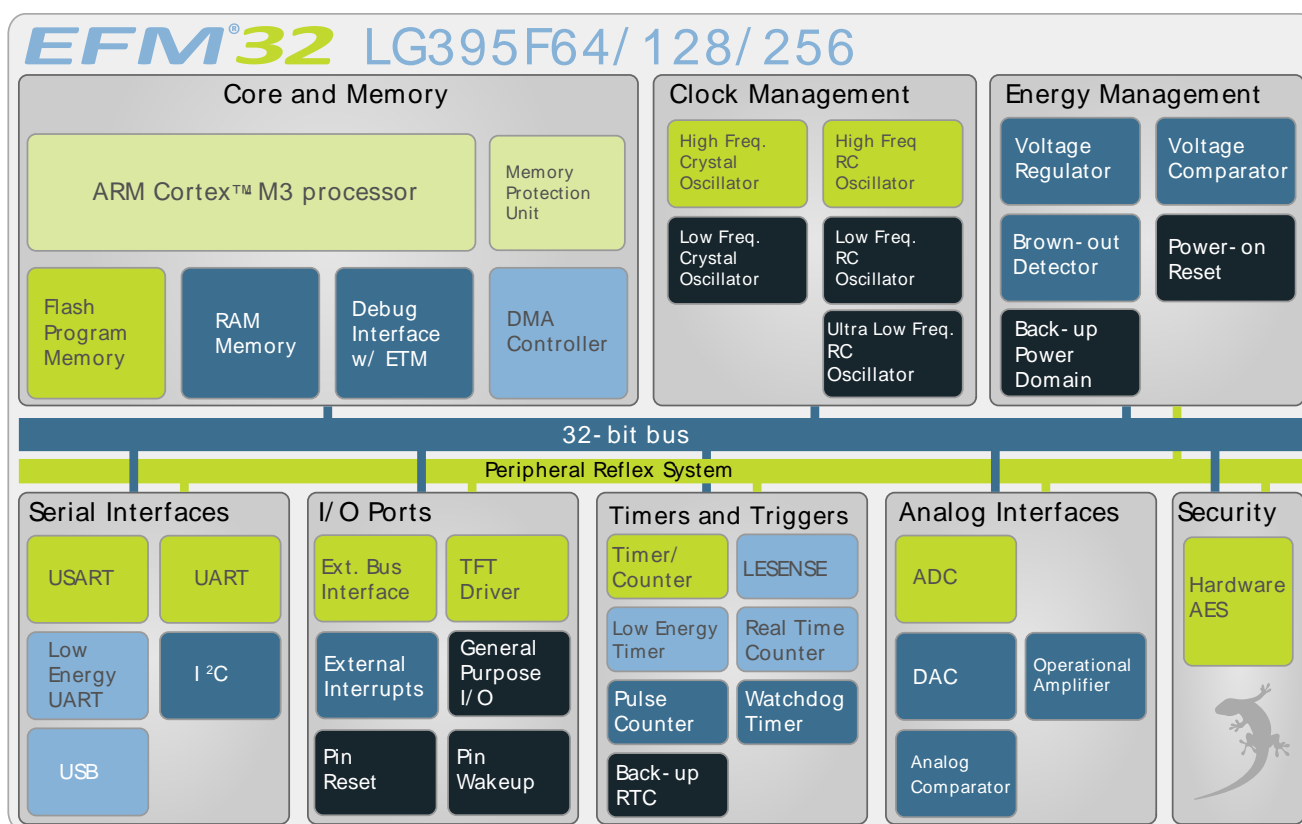 EFM®32 LG395F64/128/256
Core and Memory
ARM Cortex™ M3 processor
Memory
Protection
Unit
Flash
Program
Memory
RAM
Memory
Debug
Interface
w/ ETM
DMA
Controller
Clock Management
High Freq.
Crystal
Oscillator
High Freq
RC
Oscillator
Low Freq.
Crystal
Oscillator
Low Freq.
RC
Oscillator
Ultra Low Freq.
RC
Oscillator
Energy Management
Voltage
Regulator
Voltage
Comparator
Brown-out
Detector
Power-on
Reset
Back-up
Power
Domain
32-bit bus
Peripheral Reflex System
Serial Interfaces
USART
UART
Low
Energy
UART
I²C
USB
I/O Ports
Ext. Bus
Interface
TFT
Driver
External
Interrupts
General
Purpose
I/O
Pin
Reset
Pin
Wakeup
Timers and Triggers
Timer/
Counter
LESENSE
Low Energy
Timer
Real Time
Counter
Pulse
Counter
Watchdog
Timer
Back-up
RTC
Analog Interfaces
ADC
DAC
Operational
Amplifier
Analog
Comparator
Security
Hardware
AES